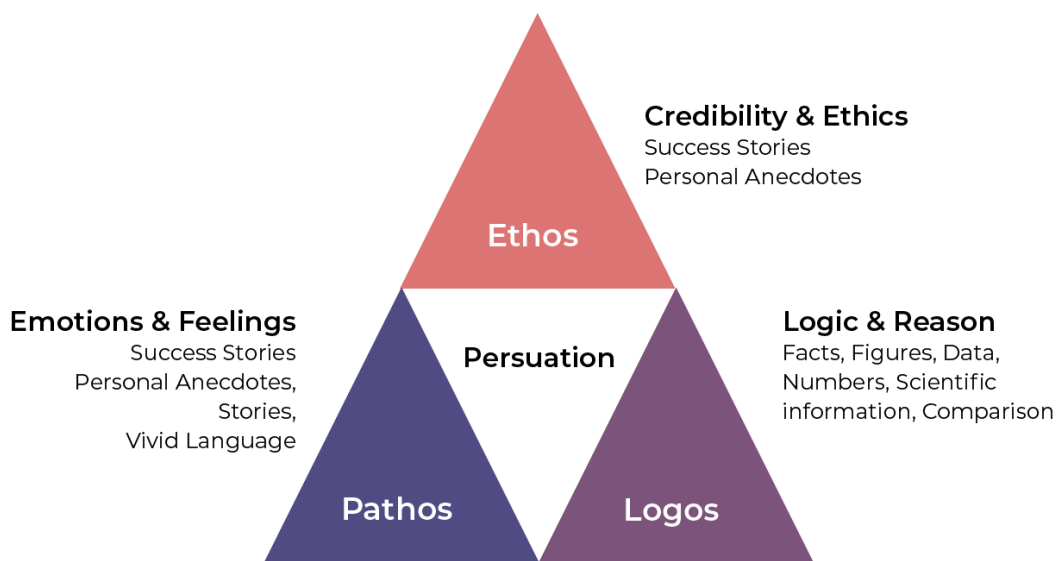 Credibility & Ethics
Success Stories
Personal Anecdotes
Ethos
Emotions & Feelings
Success Stories
Personal Anecdotes,
Stories,
Vivid Language
Persuation
Logic & Reason
Facts, Figures, Data,
Numbers, Scientific
information, Comparison
Pathos
Logos